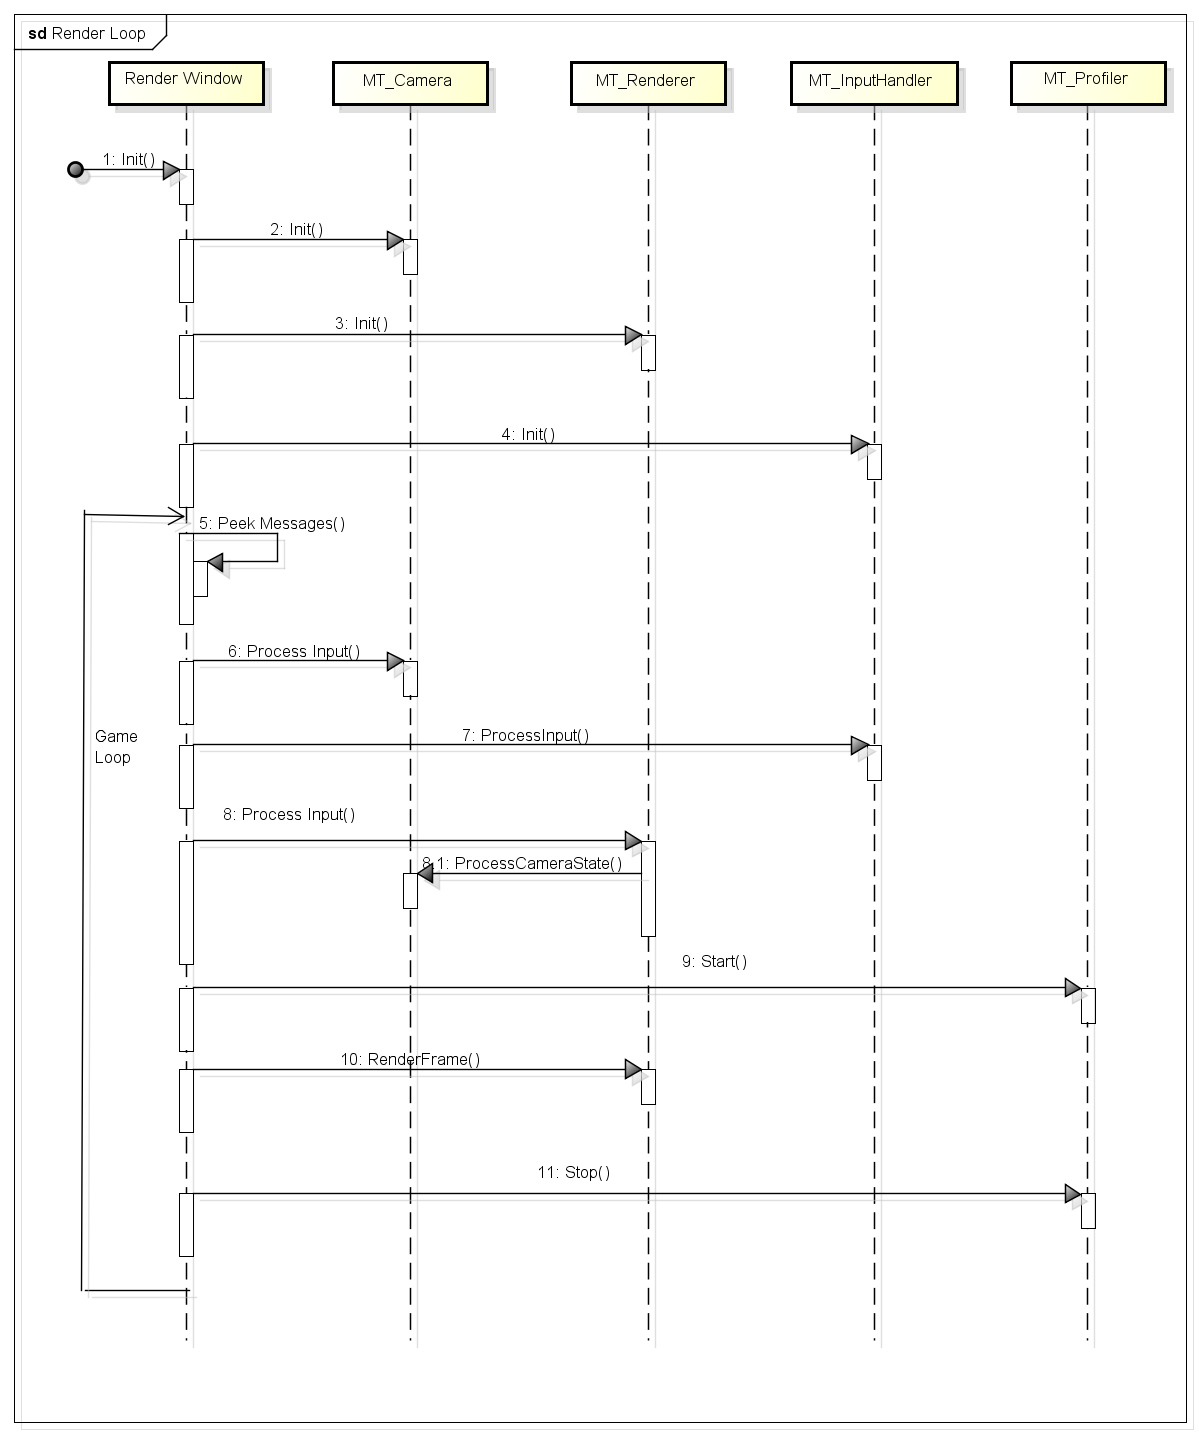 sd Render Loop
Render Window
MT_Camera
MT_Renderer
MT_InputHandler
MT_Profiler
1: Init()
2: Init()
3: Init()
4: Init()
5: Peek Messages()
6: Process Input()
Game
Loop
7: ProcessInput()
8: Process Input()
8.1: ProcessCameraState()
9: Start()
10: RenderFrame()
11: Stop()